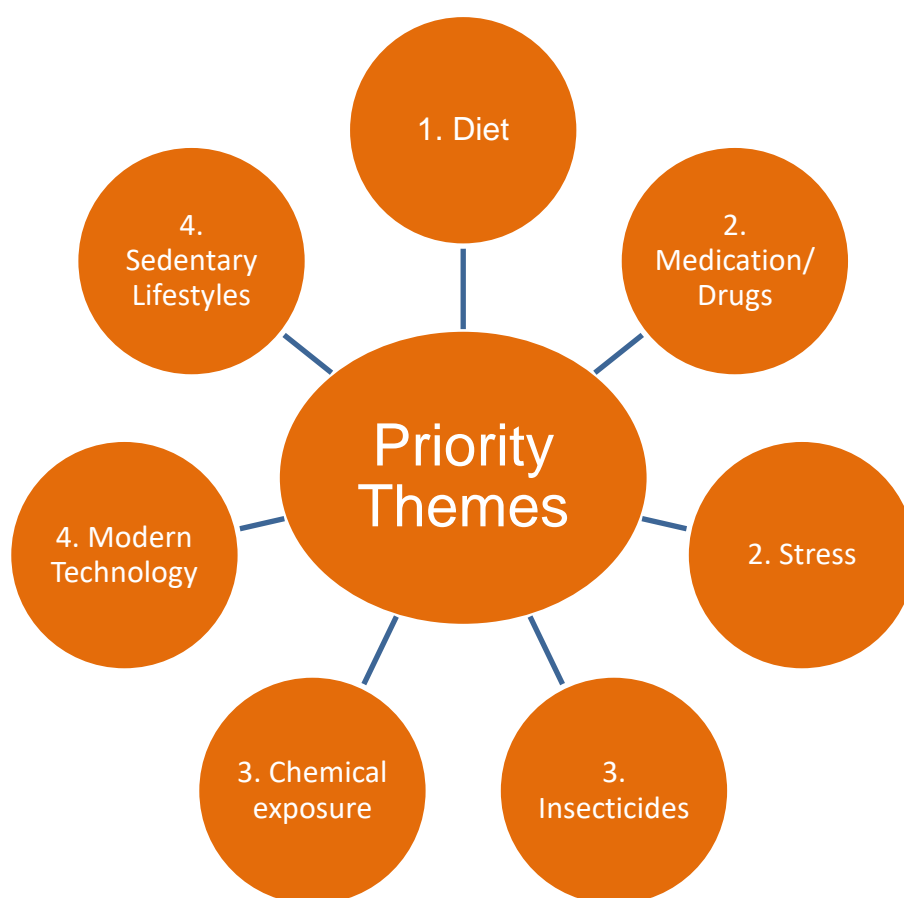 1. Diet
2.
Medication/
Drugs
2. Stress
3.
Insecticides
3. Chemical
exposure
4. Modern
Technology
4.
Sedentary
Lifestyles
Priority
Themes